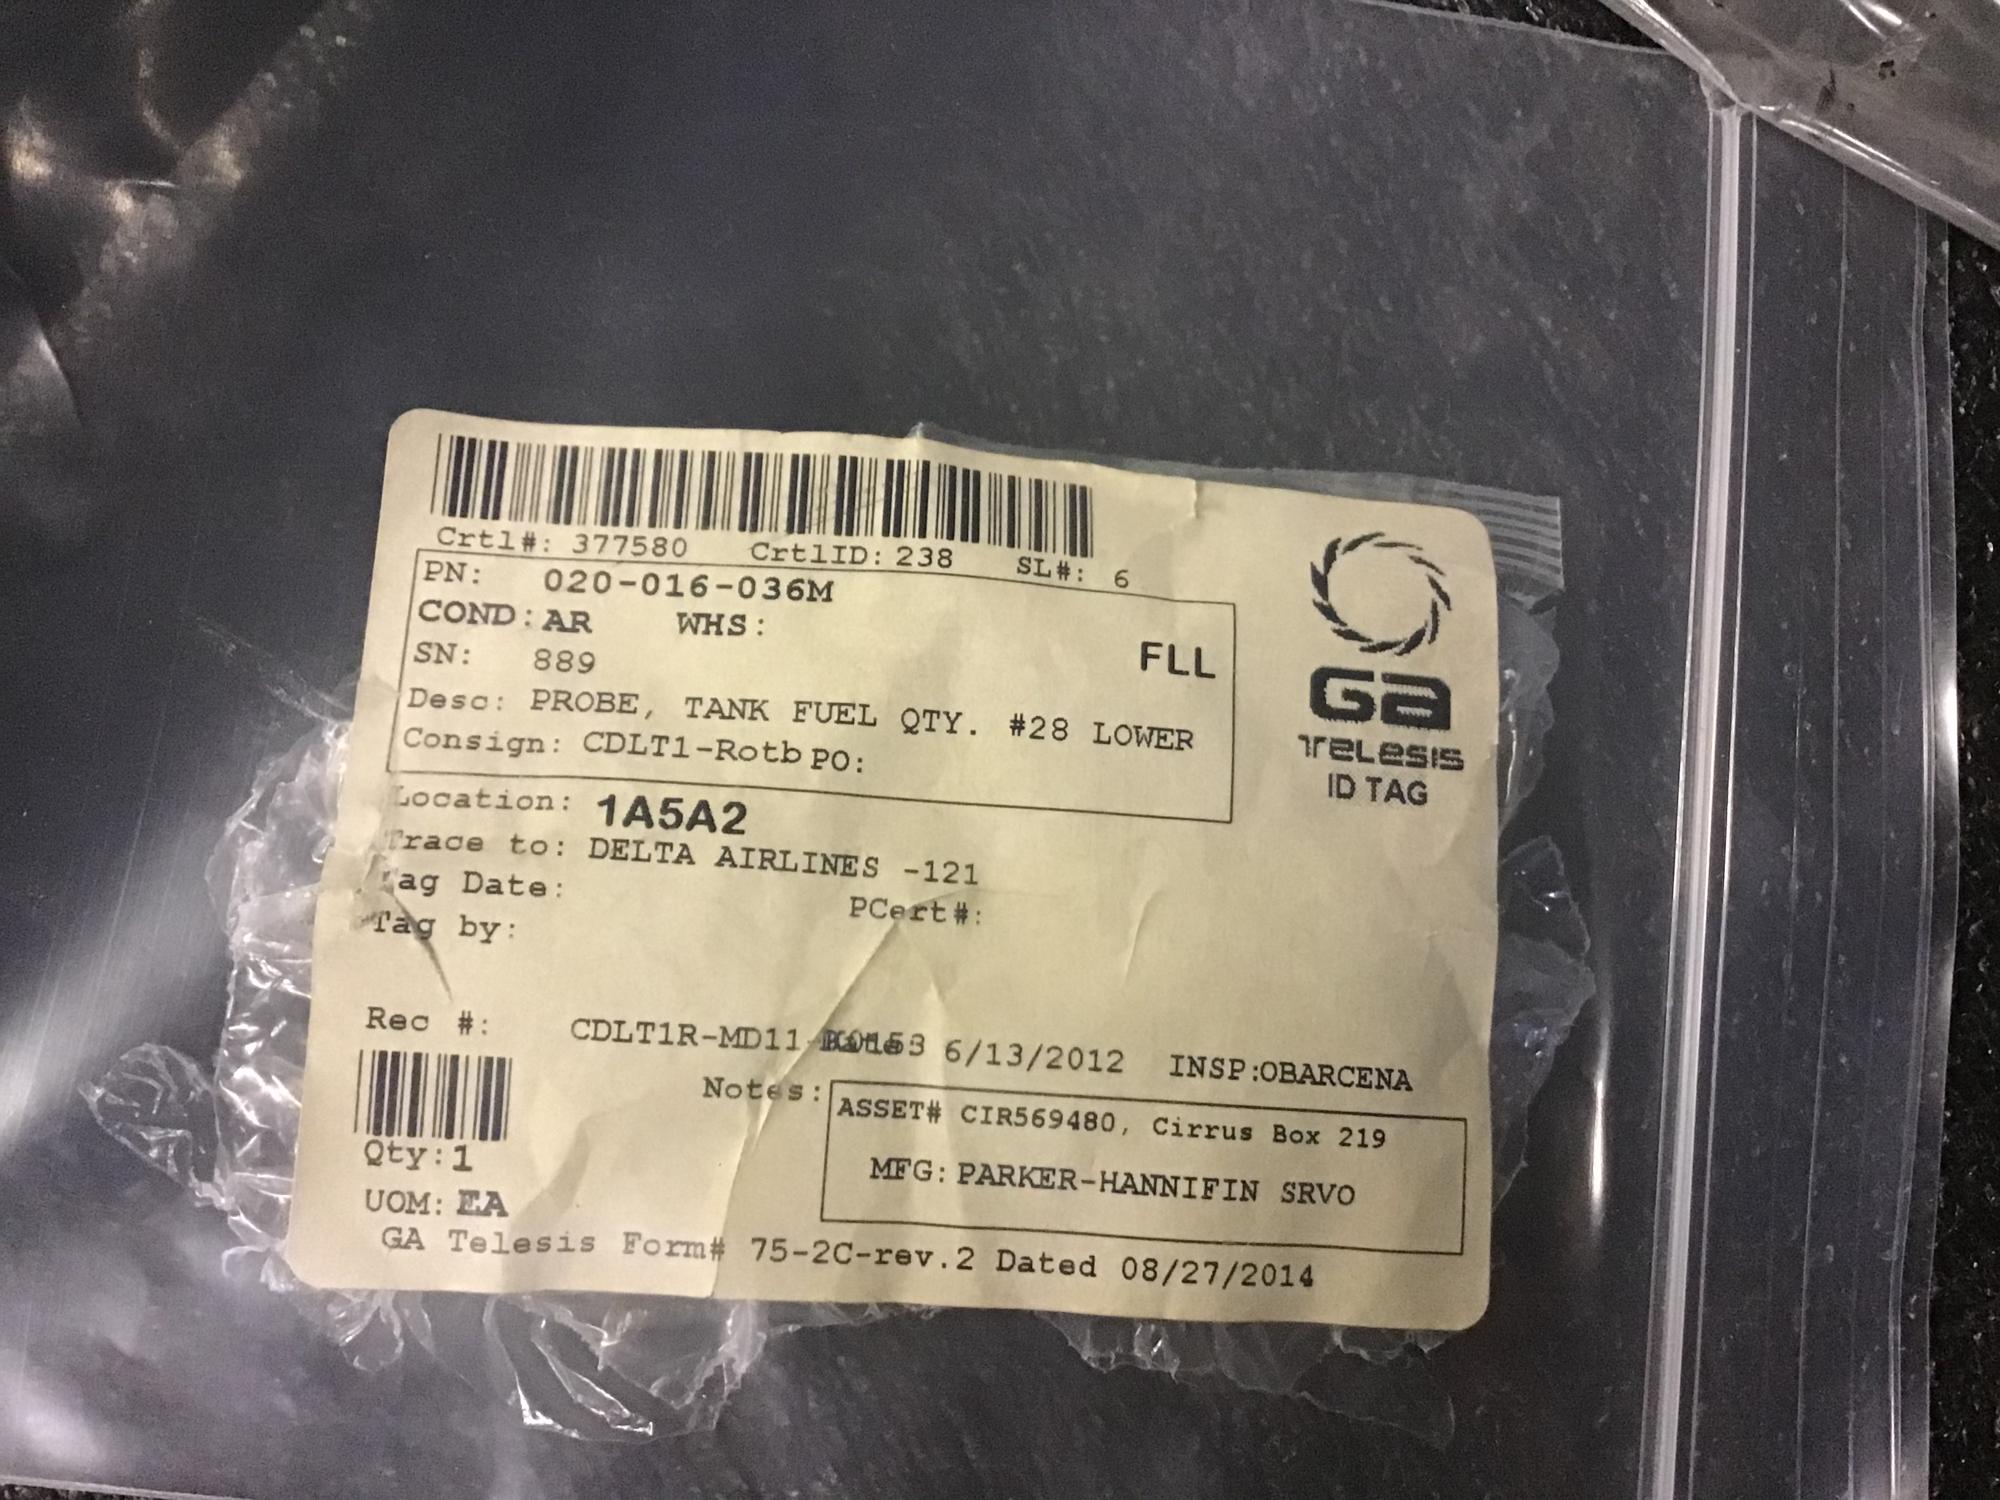 Crtl#: 377580 CrtlID: 238 SL#: 6
PN: 020-016-036M
COND: AR WHS:
FLL
SN: 889
Desc: PROBE, TANK FUEL QTY. #28 LOWER
Consign: CDLT1-Rotb PO:
GA
TELESIS
ID TAG
Location: 1A5A2
Trace to: DELTA AIRLINES -121
Tag Date:
PCert#:
Tag by:
Rec #: CDLT1R-MD11- 6/13/2012 INSP:OBARCENA
Notes: ASSET# CIR569480, Cirrus Box 219
MFG: PARKER-HANNIFIN SRVO
Qty: 1
UOM: EA
GA Telesis Form# 75-2C-rev.2 Dated 08/27/2014